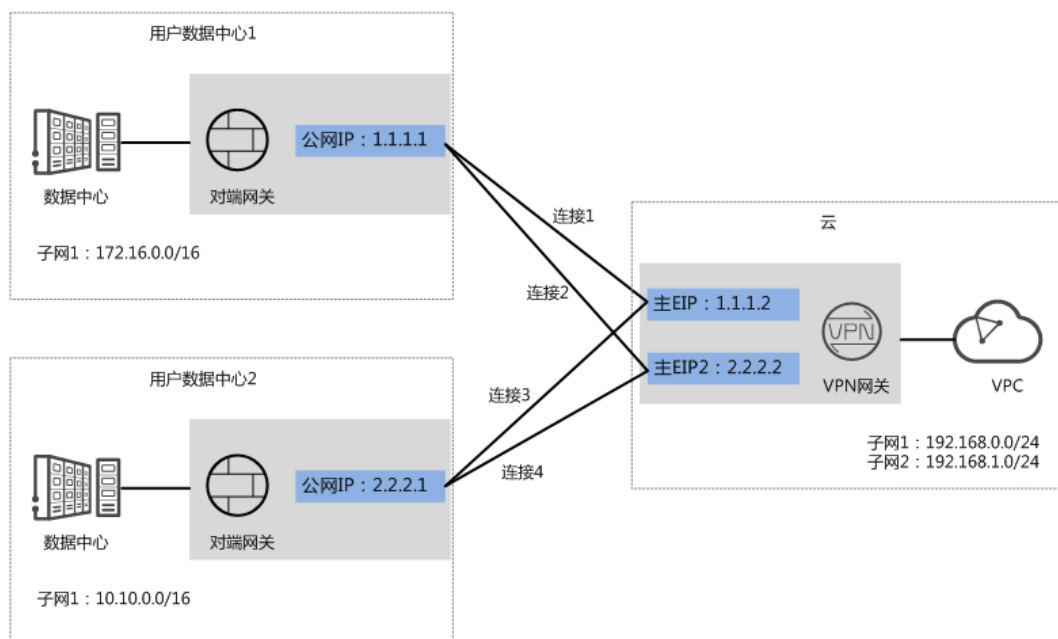 用户数据中心1
公网IP：1.1.1.1
数据中心
对端网关
子网1：172.16.0.0/16
连接1
连接2
云
主EIP：1.1.1.2
主EIP2：2.2.2.2
VPN
VPN网关
VPC
子网1：192.168.0.0/24
子网2：192.168.1.0/24
用户数据中心2
连接3
连接4
公网IP：2.2.2.1
数据中心
对端网关
子网1：10.10.0.0/16